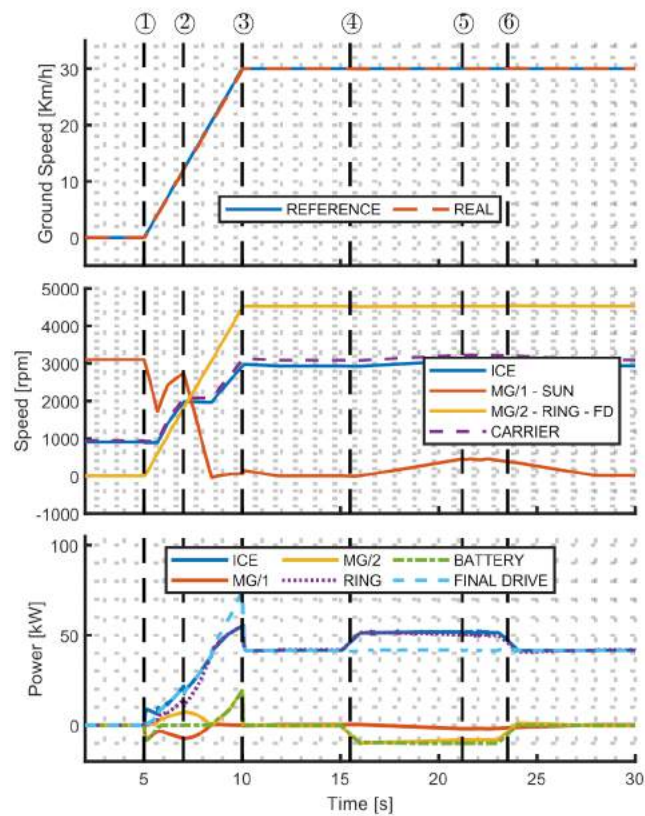 ① ② ③ ④ ⑤ ⑥
Ground Speed [Km/h]
30
20
10
0
REFERENCE REAL
Speed [rpm]
5000
4000
3000
2000
1000
0
-1000
ICE
MG/1 - SUN
MG/2 - RING - FD
CARRIER
Power [kW]
100
50
0
ICE MG/2 BATTERY
MG/1 RING FINAL DRIVE
5 10 15 20 25 30
Time [s]